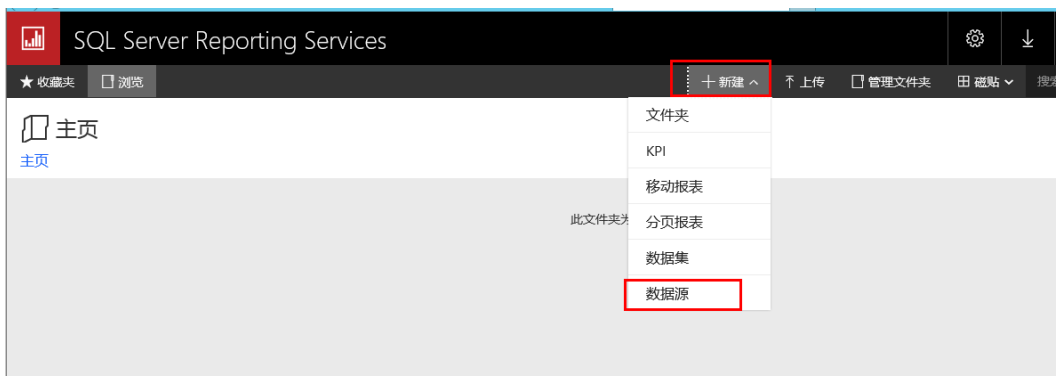 SQL Server Reporting Services
收藏夹 浏览 新建 上传 管理文件夹 磁贴 搜索
主页
主页
文件夹
KPI
移动报表
此文件夹为
分页报表
数据集
数据源